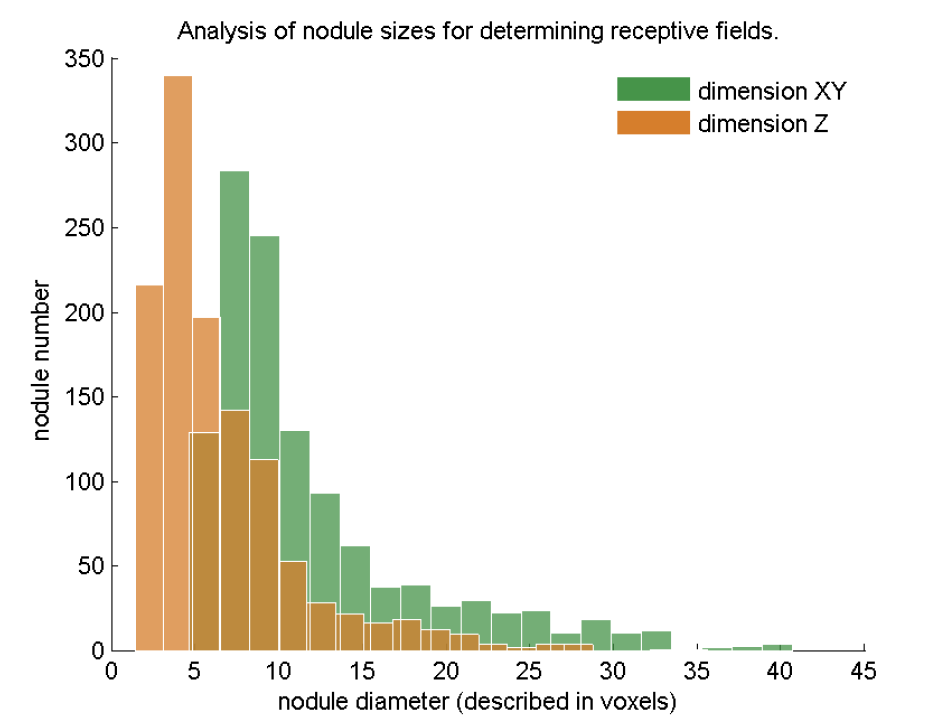 Analysis of nodule sizes for determining receptive fields.
350
300
250
200
150
100
50
0
nodule number
dimension XY
dimension Z
0 5 10 15 20 25 30 35 40 45
nodule diameter (described in voxels)